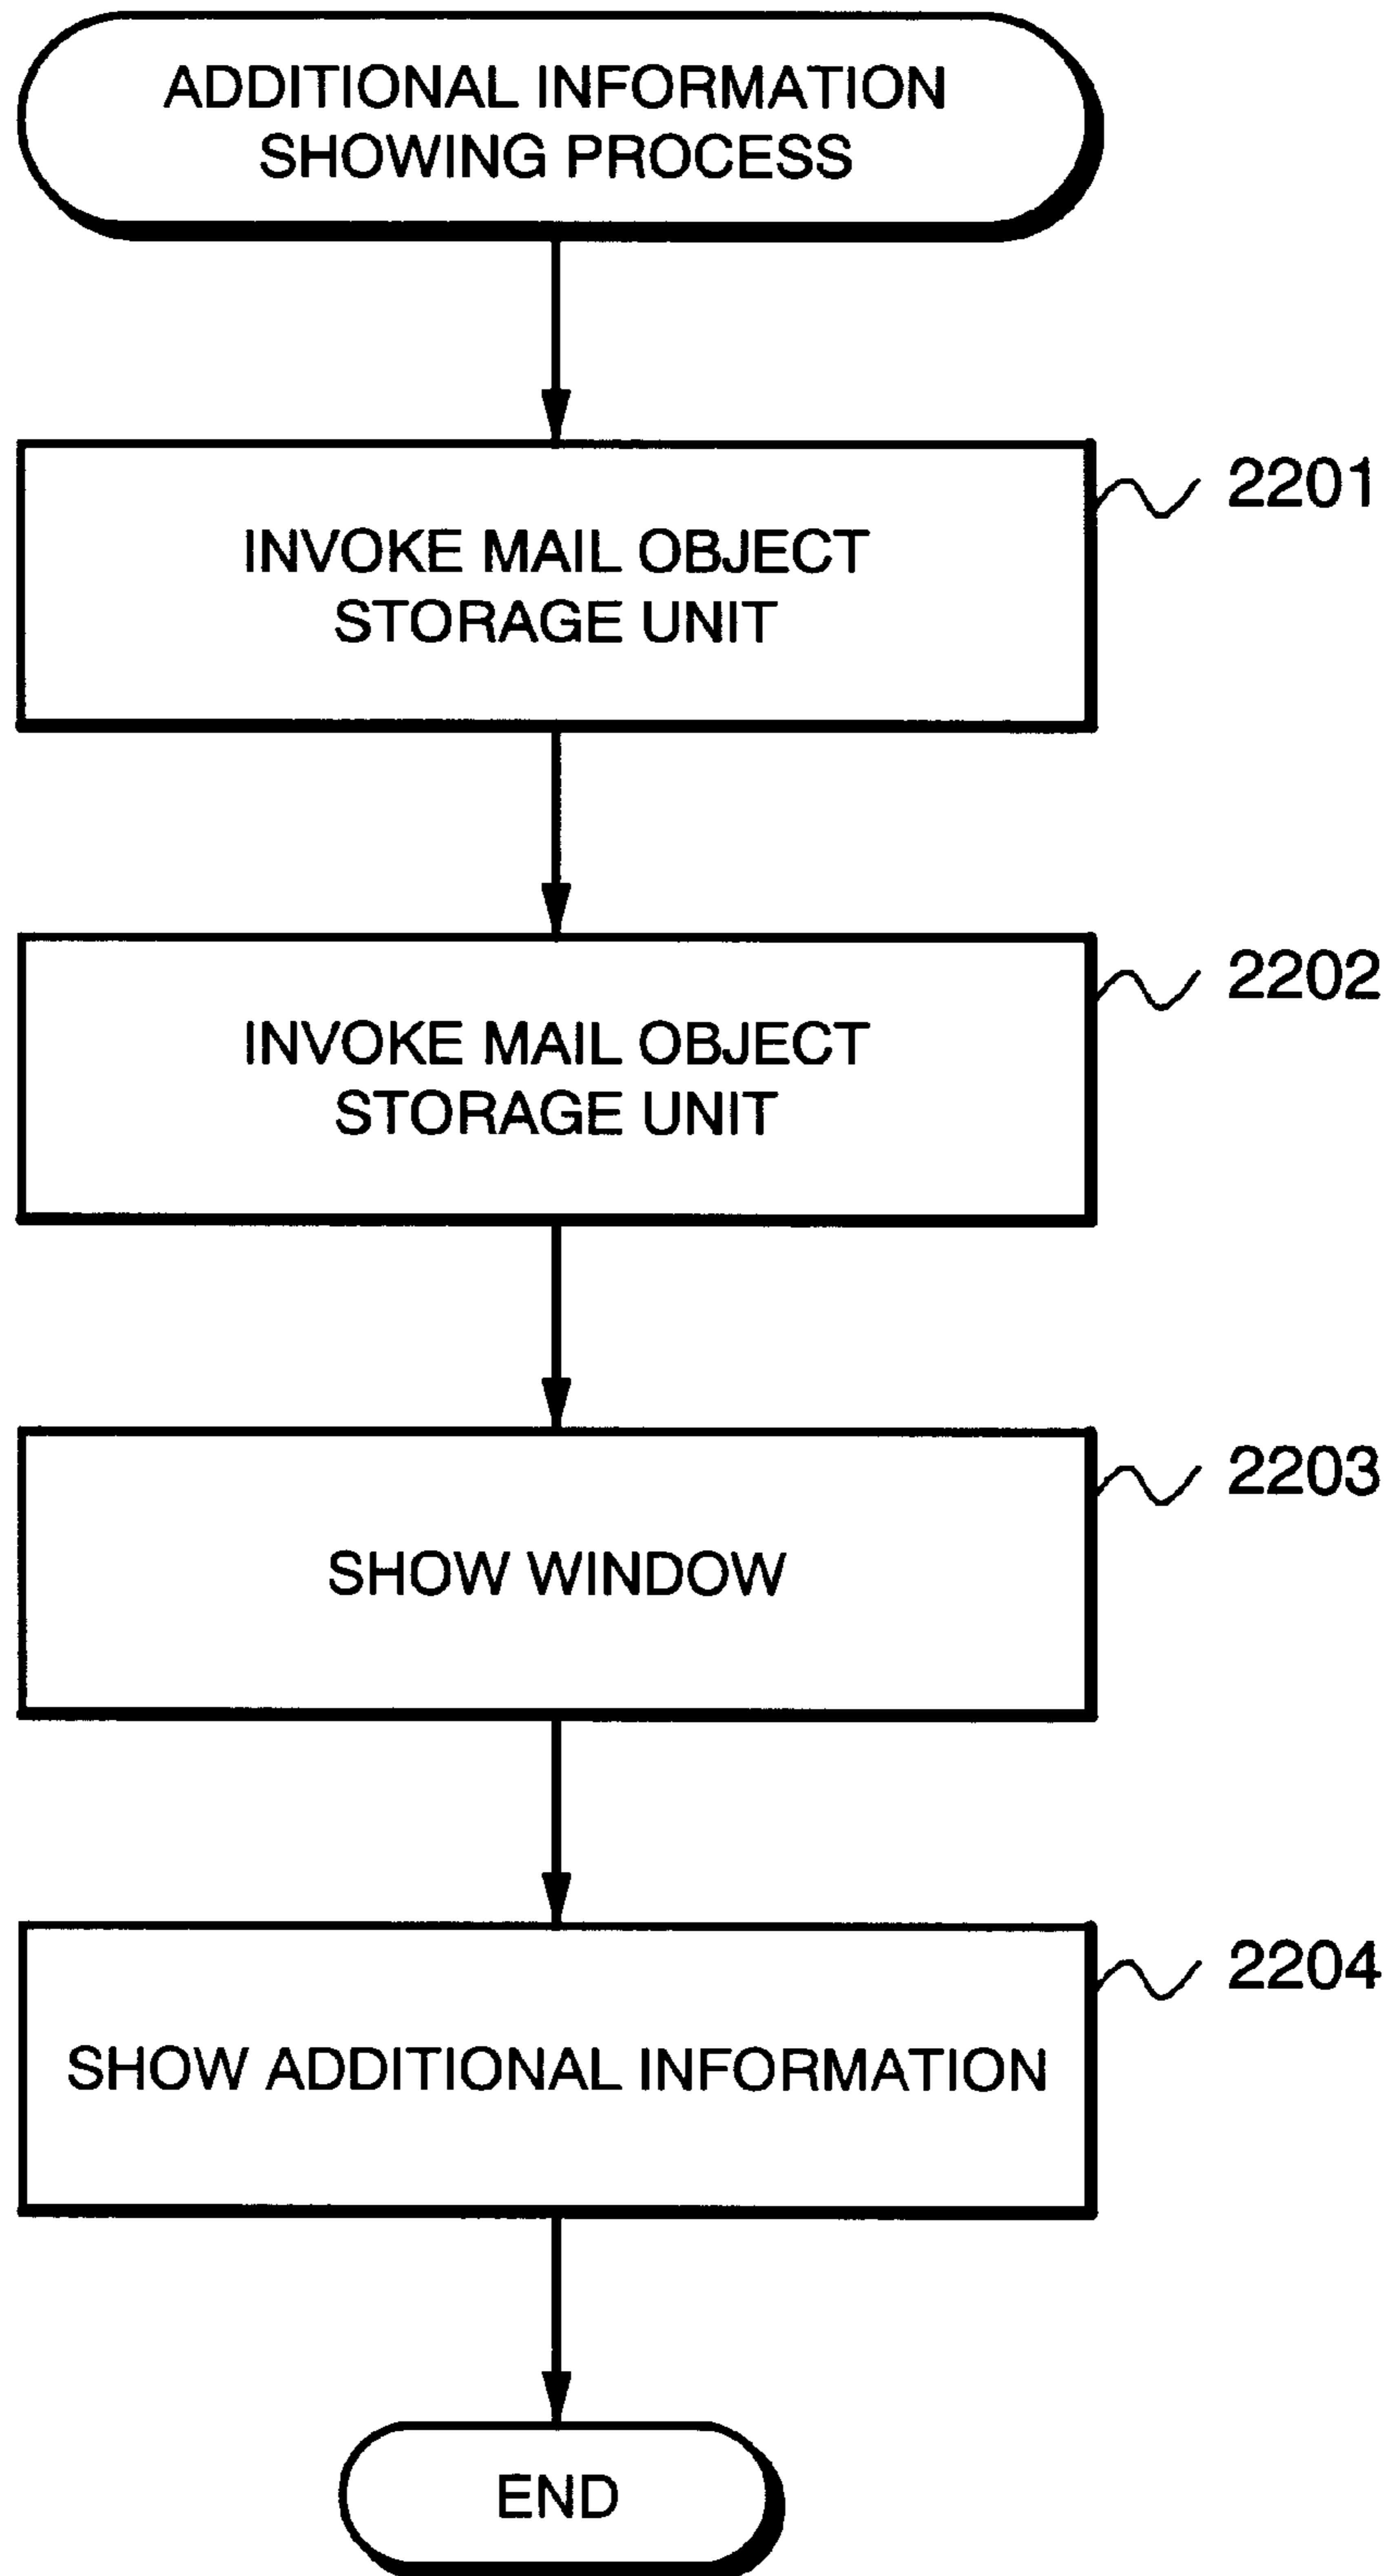 ADDITIONAL INFORMATION
SHOWING PROCESS
2201
INVOKE MAIL OBJECT
STORAGE UNIT
2202
INVOKE MAIL OBJECT
STORAGE UNIT
2203
SHOW WINDOW
2204
SHOW ADDITIONAL INFORMATION
END